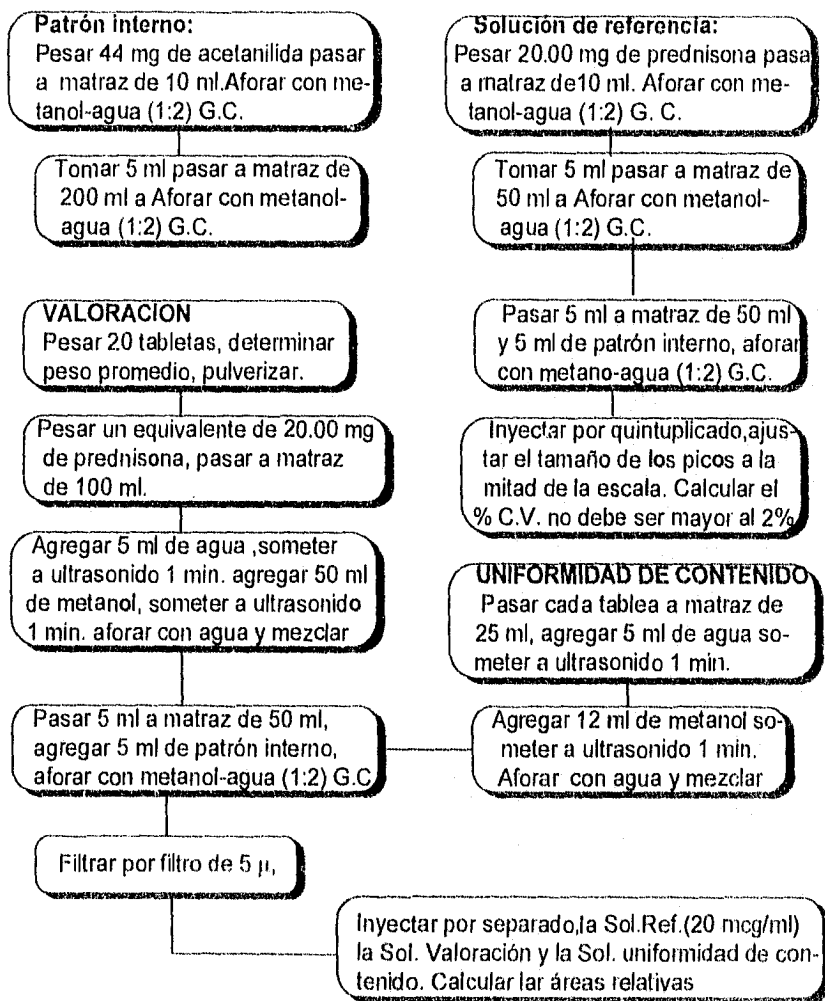 Patrón interno:
Pesar 44 mg de acetanilida pasar
a matraz de 10 ml.Aforar con me-
tanol-agua (1:2) G.C.
Tomar 5 ml pasar a matraz de
200 ml a Aforar con metanol-
agua (1:2) G.C.
Solución de referencia:
Pesar 20.00 mg de prednisona pasa
a matraz de10 ml. Aforar con me-
tanol-agua (1:2) G. C.
Tomar 5 ml pasar a matraz de
50 ml a Aforar con metanol-
agua (1:2) G.C.
Pasar 5 ml a matraz de 50 ml
y 5 ml de patrón interno, aforar
con metano-agua (1:2) G.C.
Inyectar por quintuplicado,ajus-
tar el tamaño de los picos a la
mitad de la escala. Calcular el
% C.V. no debe ser mayor al 2%
VALORACION
Pesar 20 tabletas, determinar
peso promedio, pulverizar.
Pesar un equivalente de 20.00 mg
de prednisona, pasar a matraz
de 100 ml.
Agregar 5 ml de agua ,someter
a ultrasonido 1 min. agregar 50 ml
de metanol, someter a ultrasonido
1 min. aforar con agua y mezclar
UNIFORMIDAD DE CONTENIDO
Pasar cada tablea a matraz de
25 ml, agregar 5 ml de agua so-
meter a ultrasonido 1 min.
Agregar 12 ml de metanol so-
meter a ultrasonido 1 min.
Aforar con agua y mezclar
Pasar 5 ml a matraz de 50 ml,
agregar 5 ml de patrón interno,
aforar con metanol-agua (1:2) G.C
Filtrar por filtro de 5 µ,
Inyectar por separado,la Sol.Ref.(20 mcg/ml)
la Sol. Valoración y la Sol. uniformidad de con-
tenido. Calcular lar áreas relativas